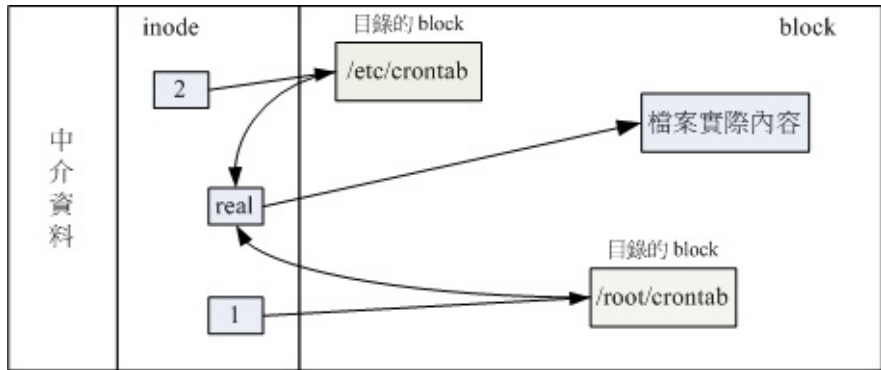 inode
目錄的 block
block
/etc/crontab
2
檔案實際內容
中介資料
real
目錄的 block
/root/crontab
1